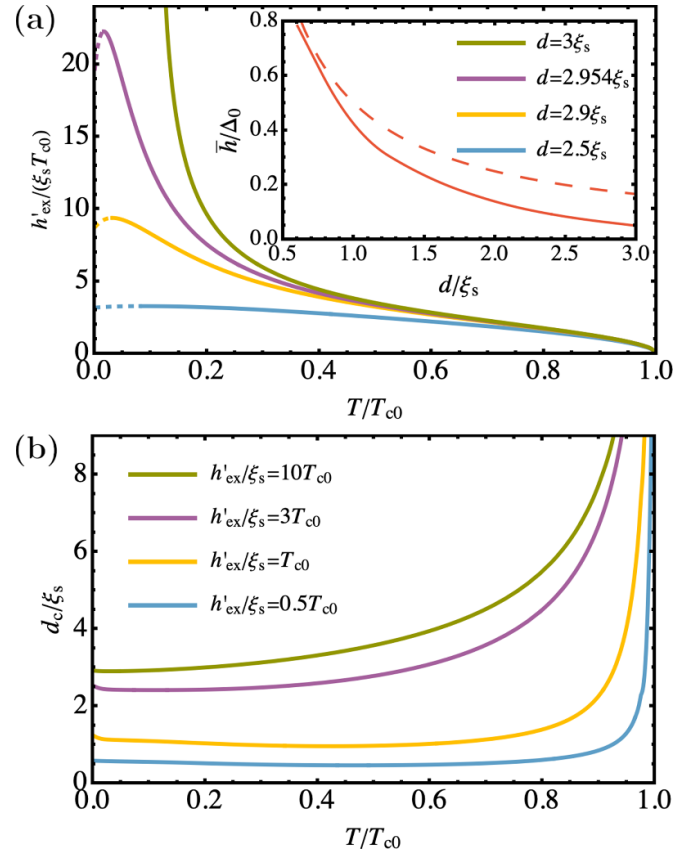 (a)
h'ex/(ξsTc0)
20
15
10
5
0
0.0 0.2 0.4 0.6 0.8 1.0
T/Tc0
h̄/Δ0
0.8
0.6
0.4
0.2
0.0
0.5 1.0 1.5 2.0 2.5 3.0
d/ξs
d=3ξs
d=2.954ξs
d=2.9ξs
d=2.5ξs
(b)
dc/ξs
8
6
4
2
0
h'ex/ξs=10Tc0
h'ex/ξs=3Tc0
h'ex/ξs=Tc0
h'ex/ξs=0.5Tc0
0.0 0.2 0.4 0.6 0.8 1.0
T/Tc0